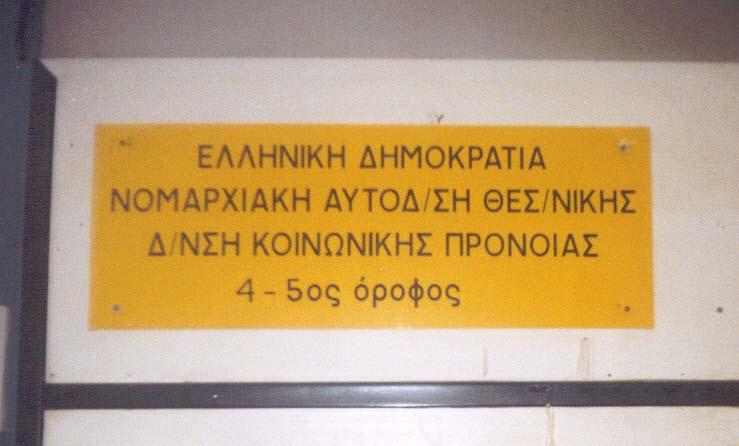 ΕΛΛΗΝΙΚΗ ΔΗΜΟΚΡΑΤΙΑ
ΝΟΜΑΡΧΙΑΚΗ ΑΥΤΟΔ/ΣΗ ΘΕΣ/ΝΙΚΗΣ
Δ/ΝΣΗ ΚΟΙΝΩΝΙΚΗΣ ΠΡΟΝΟΙΑΣ
4 - 5ος όροφος